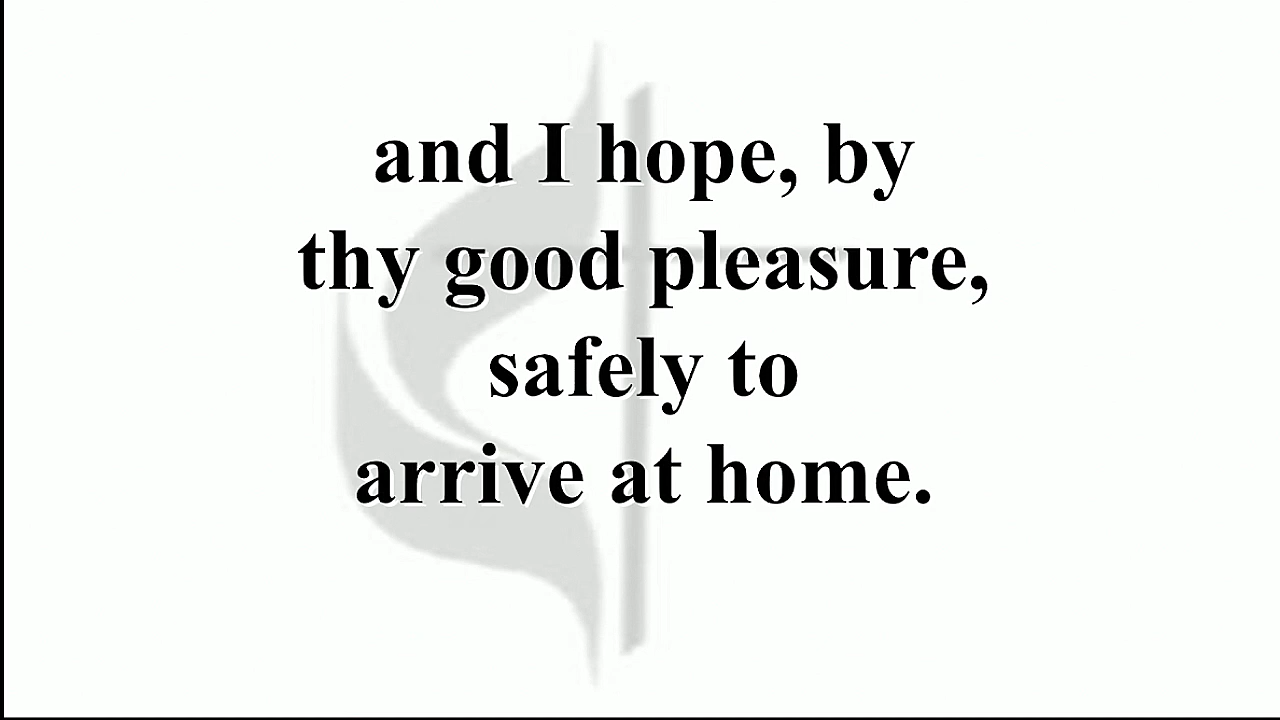 and I hope, by
thy good pleasure,
safely to
arrive at home.